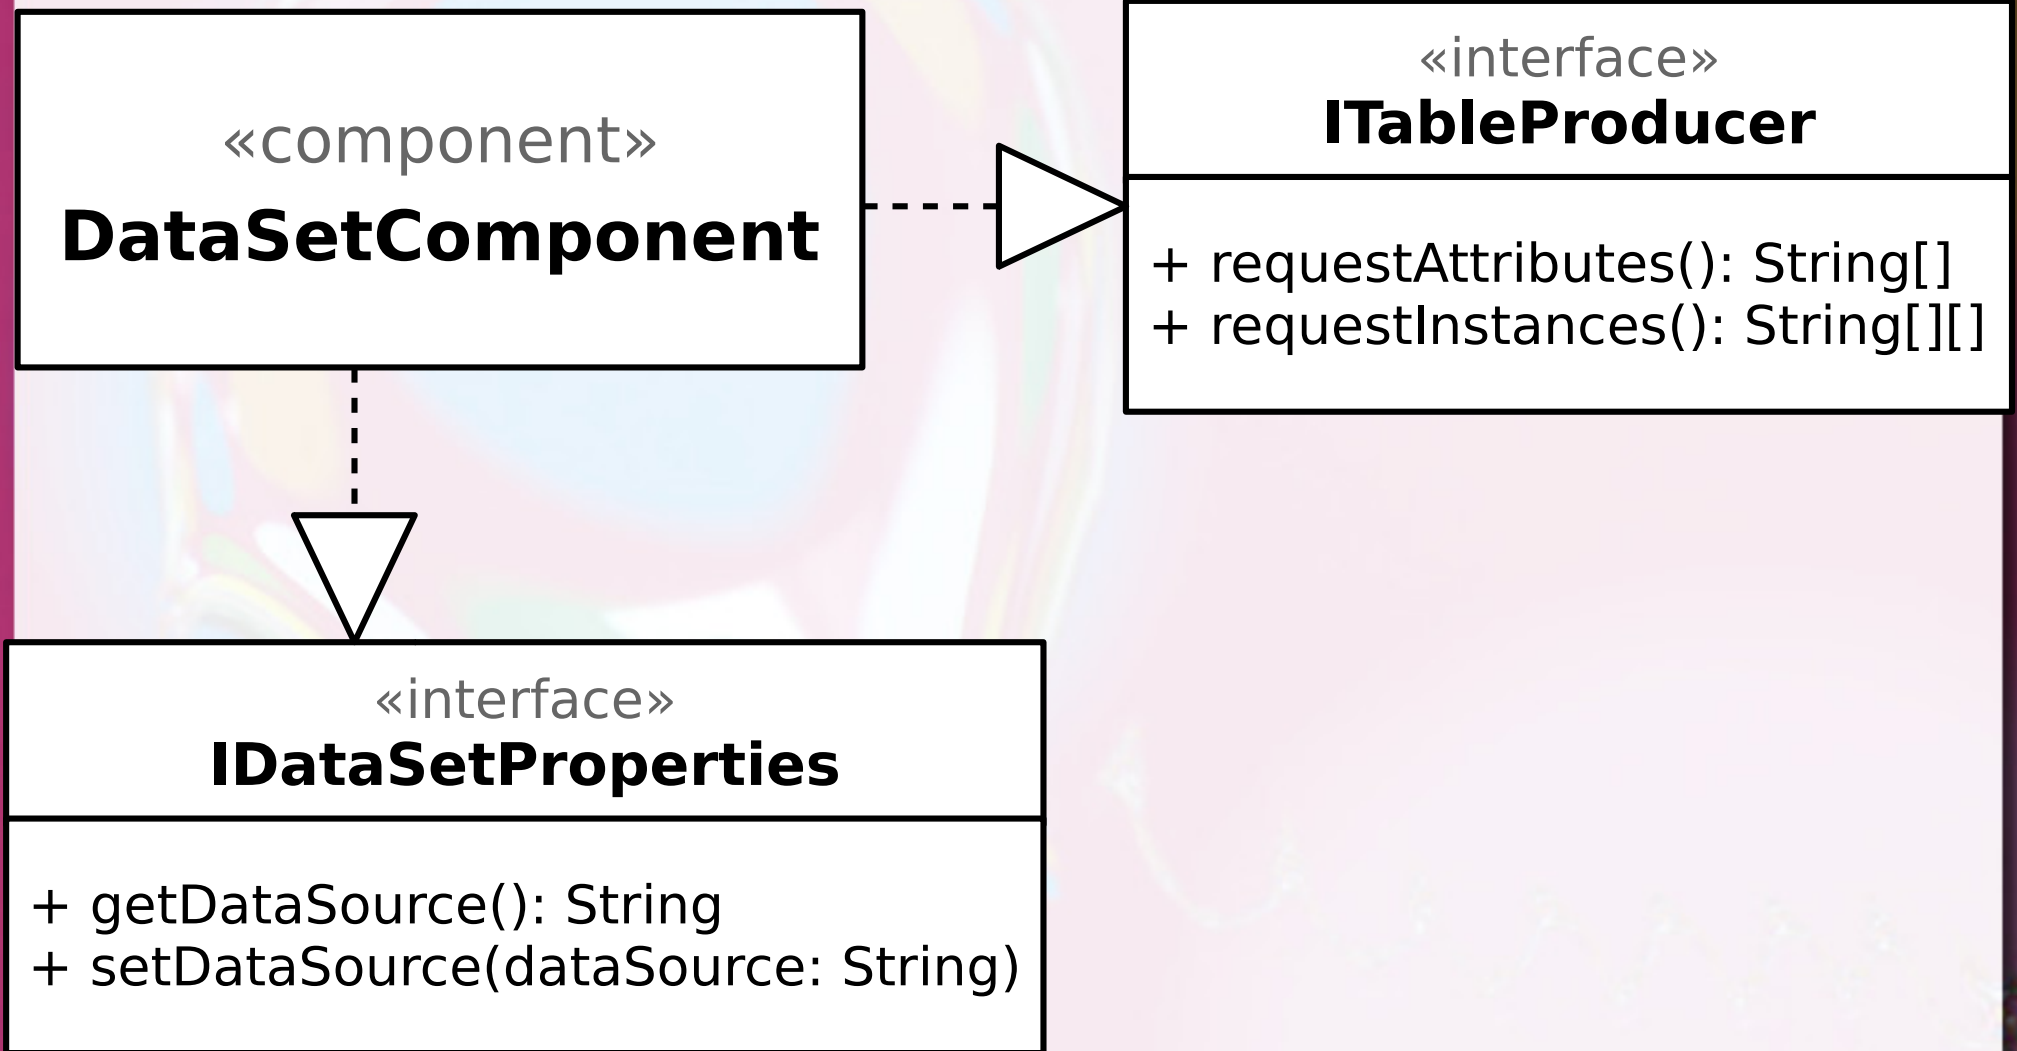 «component»
DataSetComponent
«interface»
ITableProducer
+ requestAttributes(): String[]
+ requestInstances(): String[][]
«interface»
IDataSetProperties
+ getDataSource(): String
+ setDataSource(dataSource: String)